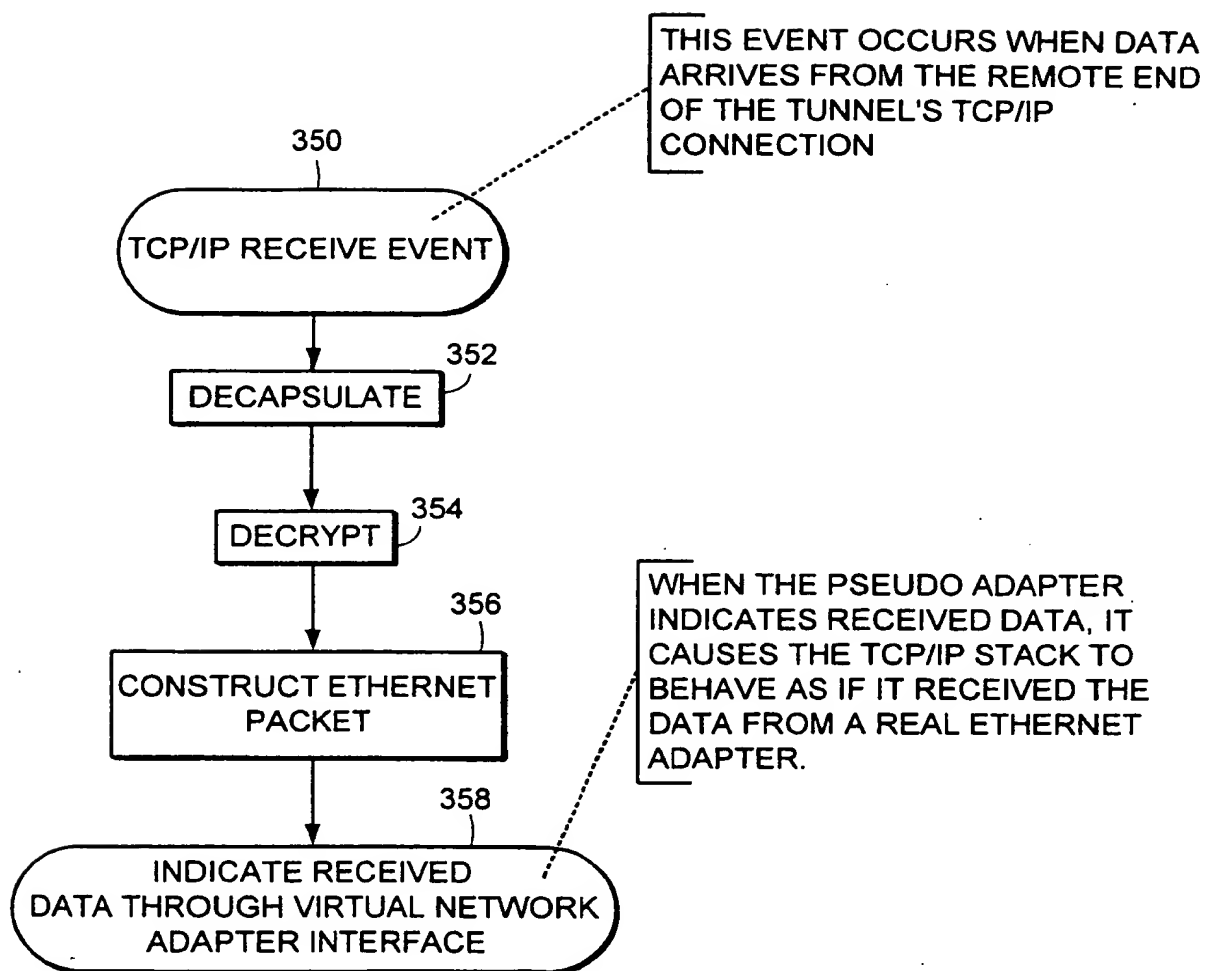 THIS EVENT OCCURS WHEN DATA
ARRIVES FROM THE REMOTE END
OF THE TUNNEL'S TCP/IP
CONNECTION
350
TCP/IP RECEIVE EVENT
352
DECAPSULATE
354
DECRYPT
WHEN THE PSEUDO ADAPTER
INDICATES RECEIVED DATA, IT
CAUSES THE TCP/IP STACK TO
BEHAVE AS IF IT RECEIVED THE
DATA FROM A REAL ETHERNET
ADAPTER.
356
CONSTRUCT ETHERNET
PACKET
358
INDICATE RECEIVED
DATA THROUGH VIRTUAL NETWORK
ADAPTER INTERFACE